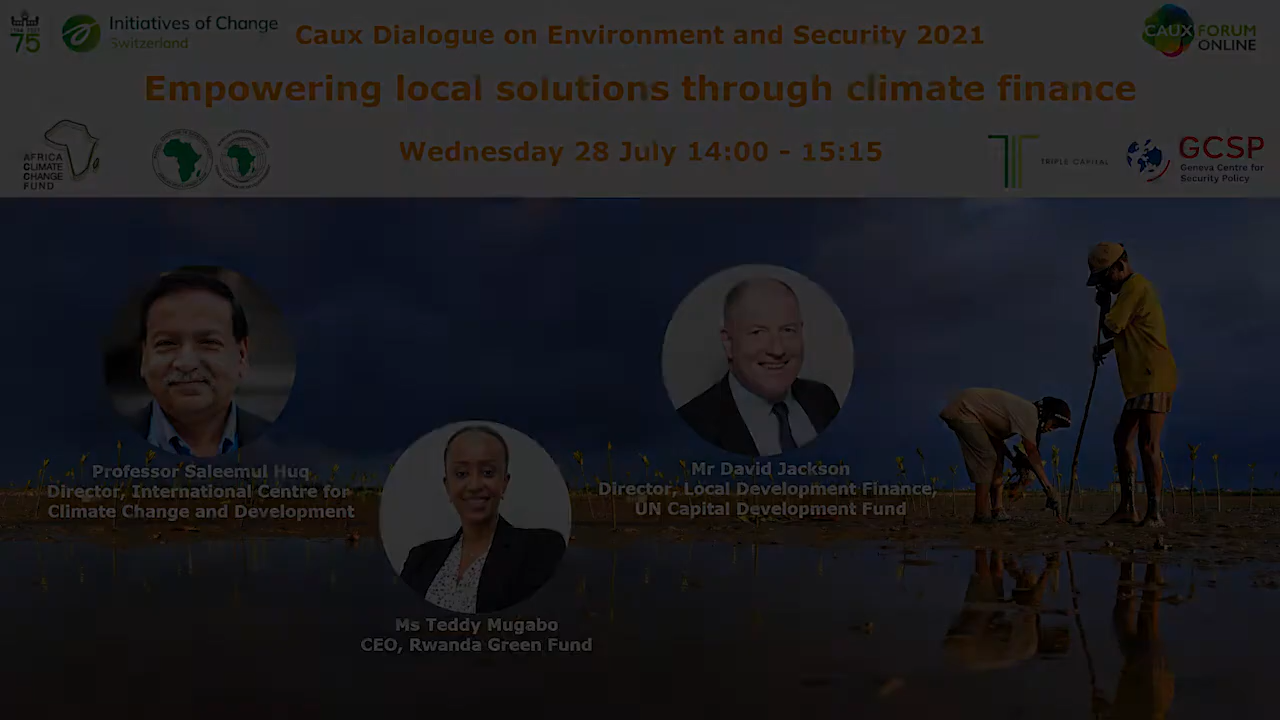 75
Initiatives of Change
Switzerland
Caux Dialogue on Environment and Security 2021
CAUX FORUM
ONLINE
Empowering local solutions through climate finance
AFRICA
CLIMATE
CHANGE
FUND
Wednesday 28 July 14:00 - 15:15
TRIPLE CAPITAL
GCSP
Geneva Centre for
Security Policy
Professor Saleemul Huq
Director, International Centre for
Climate Change and Development
Mr David Jackson
Director, Local Development Finance,
UN Capital Development Fund
Ms Teddy Mugabo
CEO, Rwanda Green Fund